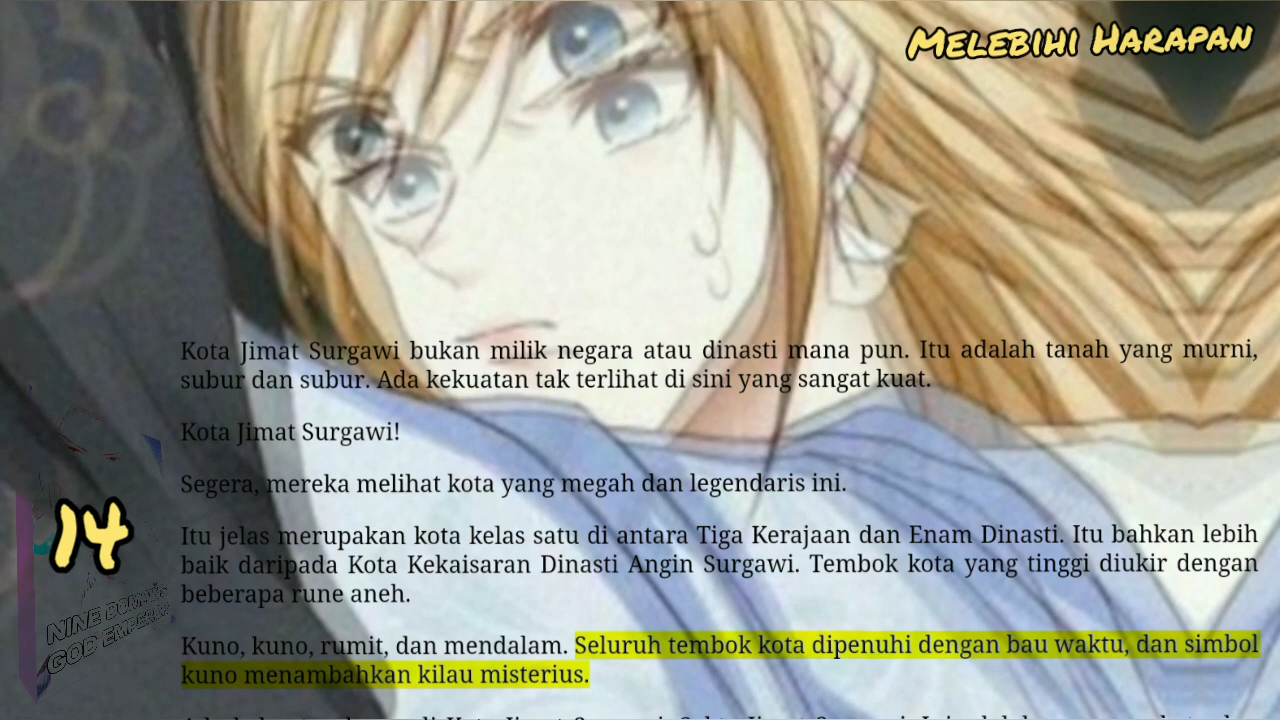 Melebihi Harapan
Kota Jimat Surgawi bukan milik negara atau dinasti mana pun. Itu adalah tanah yang murni,
subur dan subur. Ada kekuatan tak terlihat di sini yang sangat kuat.
Kota Jimat Surgawi!
Segera, mereka melihat kota yang megah dan legendaris ini.
Itu jelas merupakan kota kelas satu di antara Tiga Kerajaan dan Enam Dinasti. Itu bahkan lebih
baik daripada Kota Kekaisaran Dinasti Angin Surgawi. Tembok kota yang tinggi diukir dengan
beberapa rune aneh.
14
NINE DOMAINS
GOD EMPEROR
Kuno, kuno, rumit, dan mendalam. Seluruh tembok kota dipenuhi dengan bau waktu, dan simbol
kuno menambahkan kilau misterius.